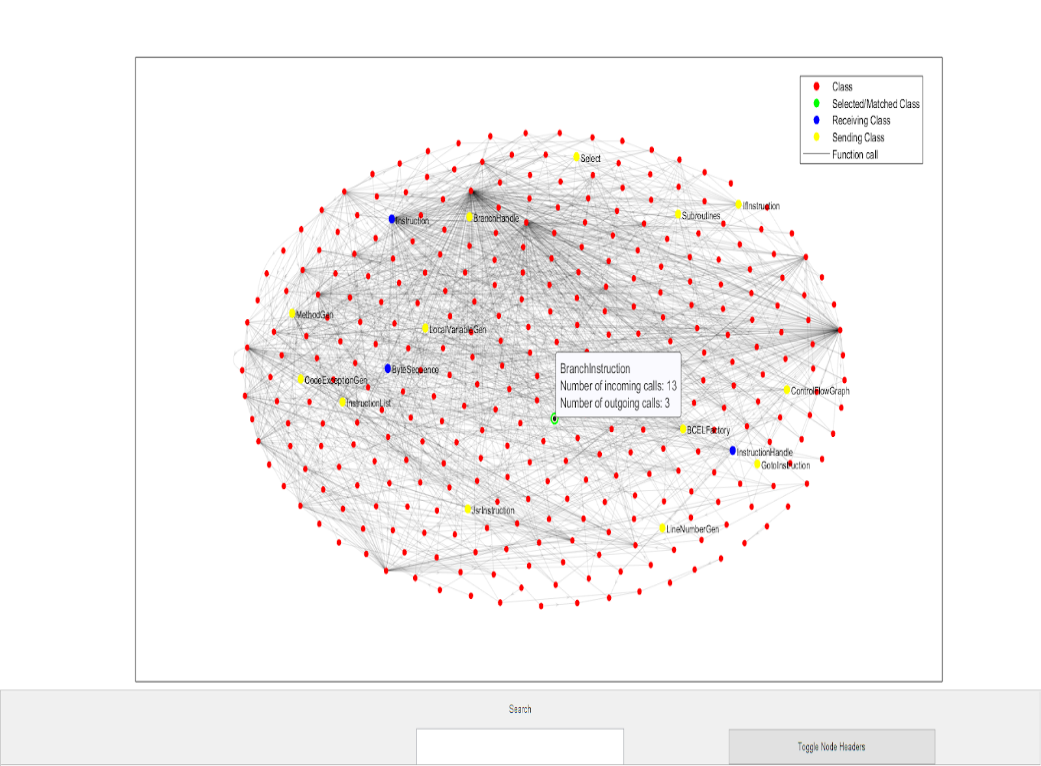 Class
Selected/Matched Class
Receiving Class
Sending Class
Function call
Select
IfInstruction
Subroutines
BranchHandle
Instruction
MethodGen
LocalVariableGen
BranchInstruction
Number of incoming calls: 13
Number of outgoing calls: 3
ByteSequence
CodeExceptionGen
ControlFlowGraph
InstructionList
BCELFactory
InstructionHandle
GotoInstruction
JsrInstruction
LineNumberGen
Search
Toggle Node Headers